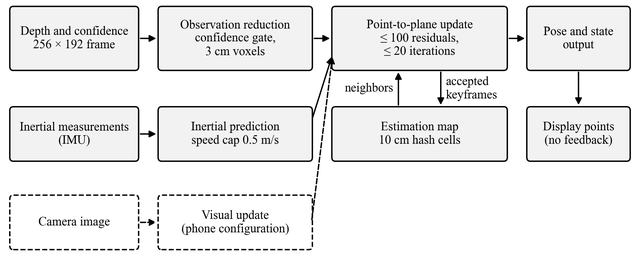 Depth and confidence
256 × 192 frame
Observation reduction
confidence gate,
3 cm voxels
Point-to-plane update
≤ 100 residuals,
≤ 20 iterations
Pose and state
output
neighbors
accepted
keyframes
Inertial measurements
(IMU)
Inertial prediction
speed cap 0.5 m/s
Estimation map
10 cm hash cells
Display points
(no feedback)
Camera image
Visual update
(phone configuration)